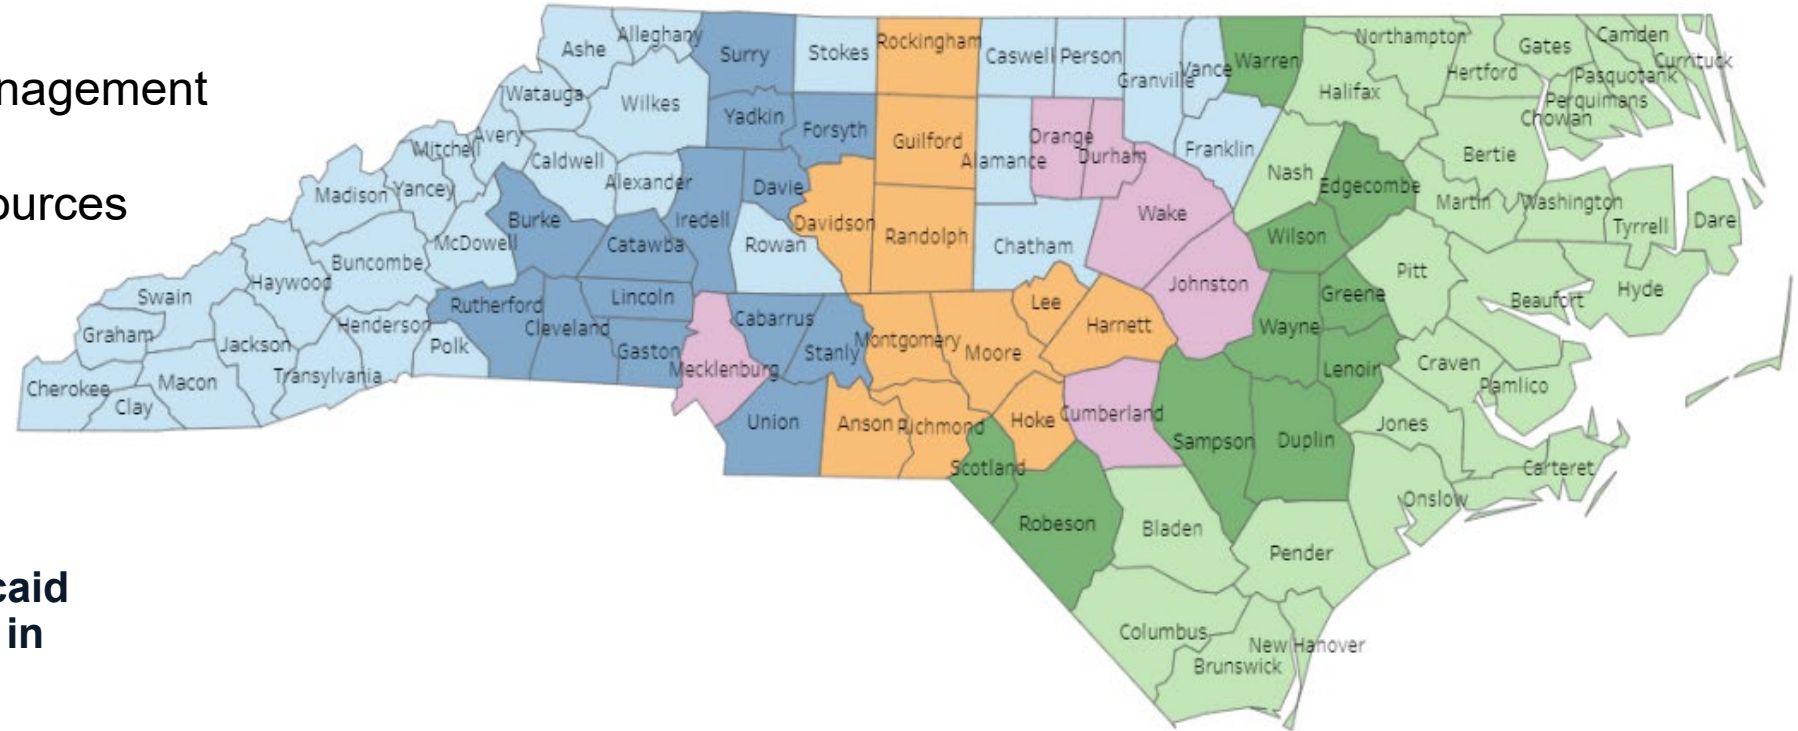 nagement
ources
caid
in
Ashe
Alleghany
Surry
Stokes
Rockingham
Caswell
Person
Granville
Vance
Warren
Northampton
Gates
Camden
Currituck
Hertford
Pasquotank
Perquimans
Chowan
Halifax
Watauga
Wilkes
Yadkin
Forsyth
Guilford
Alamance
Orange
Durham
Franklin
Nash
Edgecombe
Bertie
Avery
Mitchell
Caldwell
Alexander
Madison
Yancey
Iredell
Davie
Davidson
Randolph
Chatham
Wake
Wilson
Martin
Washington
Tyrrell
Dare
Burke
McDowell
Catawba
Rowan
Buncombe
Haywood
Swain
Graham
Jackson
Henderson
Rutherford
Polk
Cleveland
Lincoln
Gaston
Mecklenburg
Cabarrus
Stanly
Montgomery
Moore
Lee
Harnett
Johnston
Greene
Wayne
Lenoir
Pitt
Beaufort
Hyde
Cherokee
Clay
Macon
Transylvania
Union
Anson
Richmond
Hoke
Cumberland
Sampson
Duplin
Craven
Pamlico
Jones
Carteret
Onslow
Scotland
Robeson
Bladen
Pender
Columbus
Brunswick
New Hanover